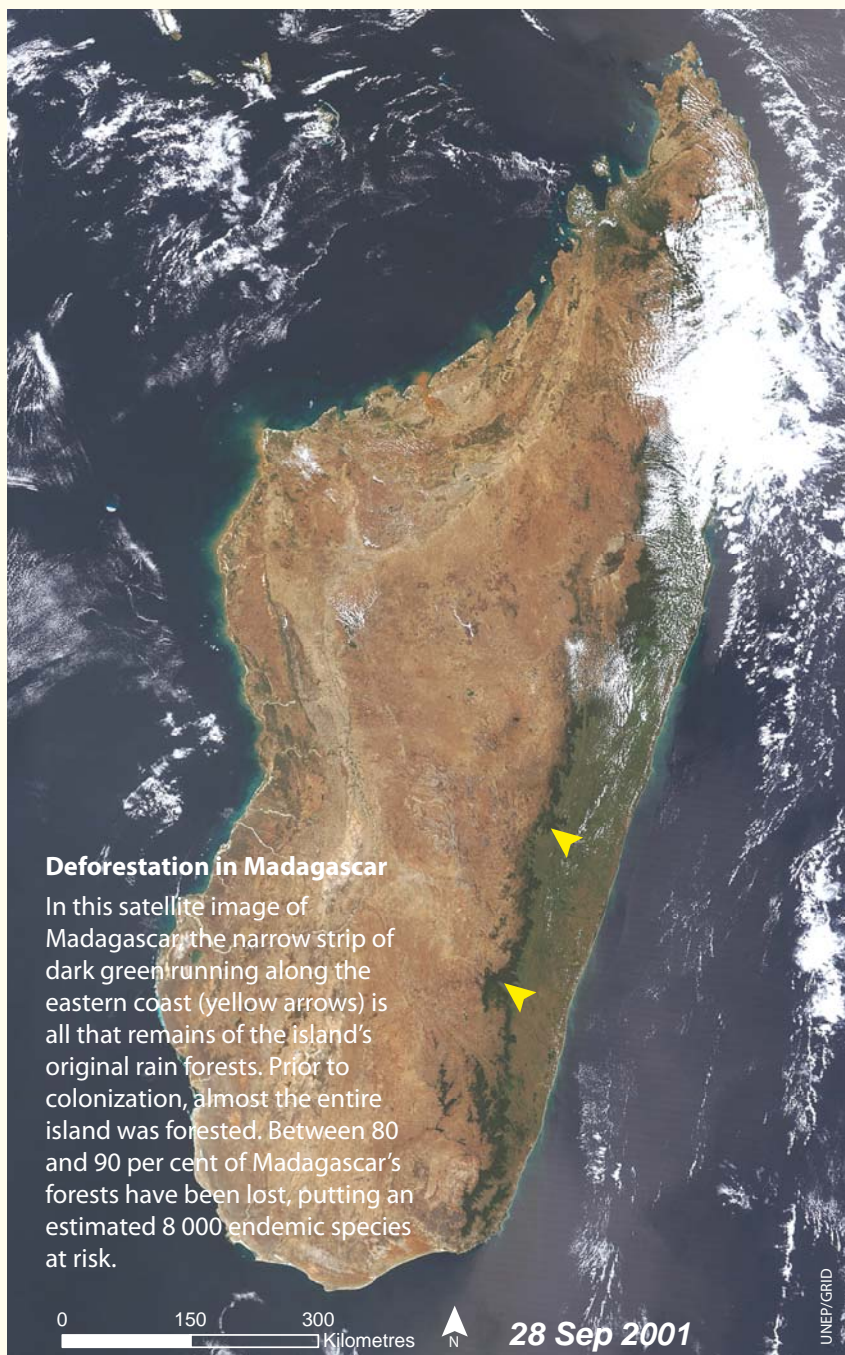 Deforestation in Madagascar
In this satellite image of
Madagascar, the narrow strip of
dark green running along the
eastern coast (yellow arrows) is
all that remains of the island's
original rain forests. Prior to
colonization, almost the entire
island was forested. Between 80
and 90 per cent of Madagascar's
forests have been lost, putting an
estimated 8 000 endemic species
at risk.
0 150 300
Kilometres
N
28 Sep 2001
UNEP/GRID